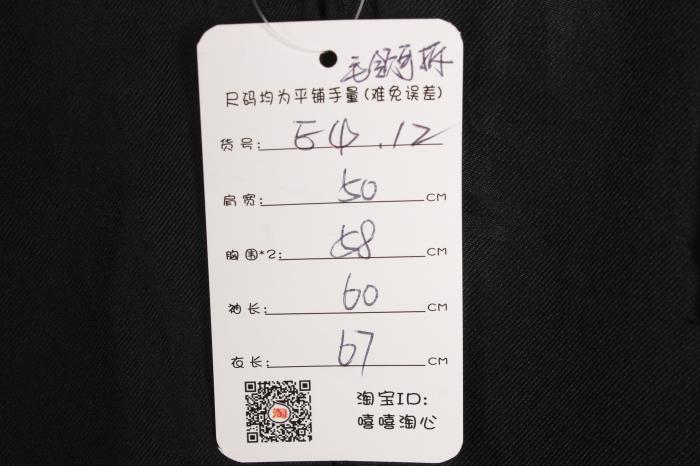 毛领可拆
尺码均为平铺手量(难免误差)
货号: 54.12
肩宽: 50 CM
胸围*2: 58 CM
袖长: 60 CM
衣长: 67 CM
淘
淘宝ID:
嘻嘻淘心